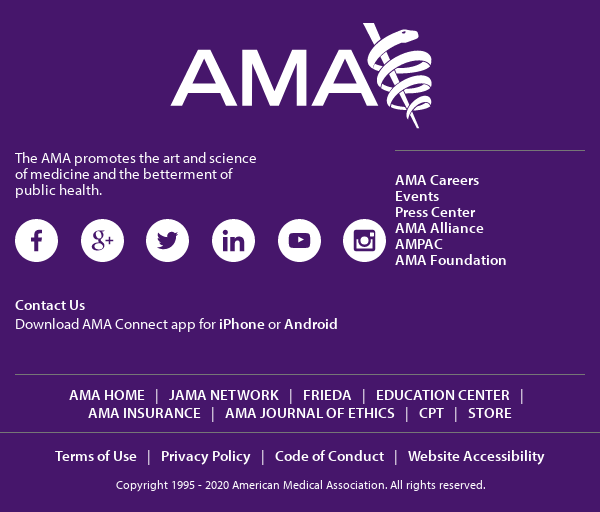 AMA
The AMA promotes the art and science
of medicine and the betterment of
public health.
AMA Careers
Events
Press Center
AMA Alliance
AMPAC
AMA Foundation
f g+ in
Contact Us
Download AMA Connect app for iPhone or Android
AMA HOME | JAMA NETWORK | FRIEDA | EDUCATION CENTER |
AMA INSURANCE | AMA JOURNAL OF ETHICS | CPT | STORE
Terms of Use | Privacy Policy | Code of Conduct | Website Accessibility
Copyright 1995 - 2020 American Medical Association. All rights reserved.